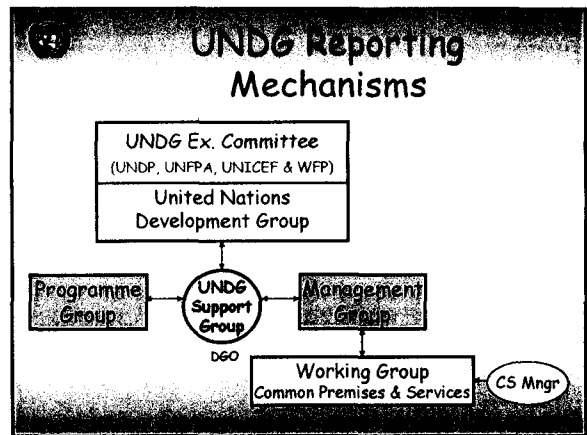 UNDG Reporting
Mechanisms
UNDG Ex. Committee
(UNDP, UNFPA, UNICEF & WFP)
United Nations
Development Group
Programme
Group
UNDG
Support
Group
Management
Group
DGO
Working Group
Common Premises & Services
CS Mngr